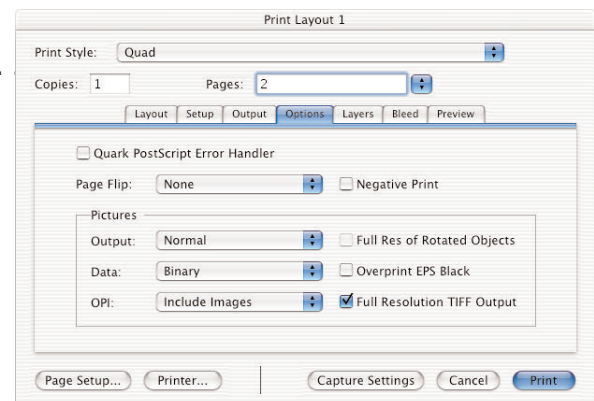 Print Layout 1
Print Style: Quad
Copies: 1 Pages: 2
Layout Setup Output Options Layers Bleed Preview
Quark PostScript Error Handler
Page Flip: None Negative Print
Pictures
Output: Normal Full Res of Rotated Objects
Data: Binary Overprint EPS Black
OPI: Include Images Full Resolution TIFF Output
Page Setup... Printer... Capture Settings Cancel Print